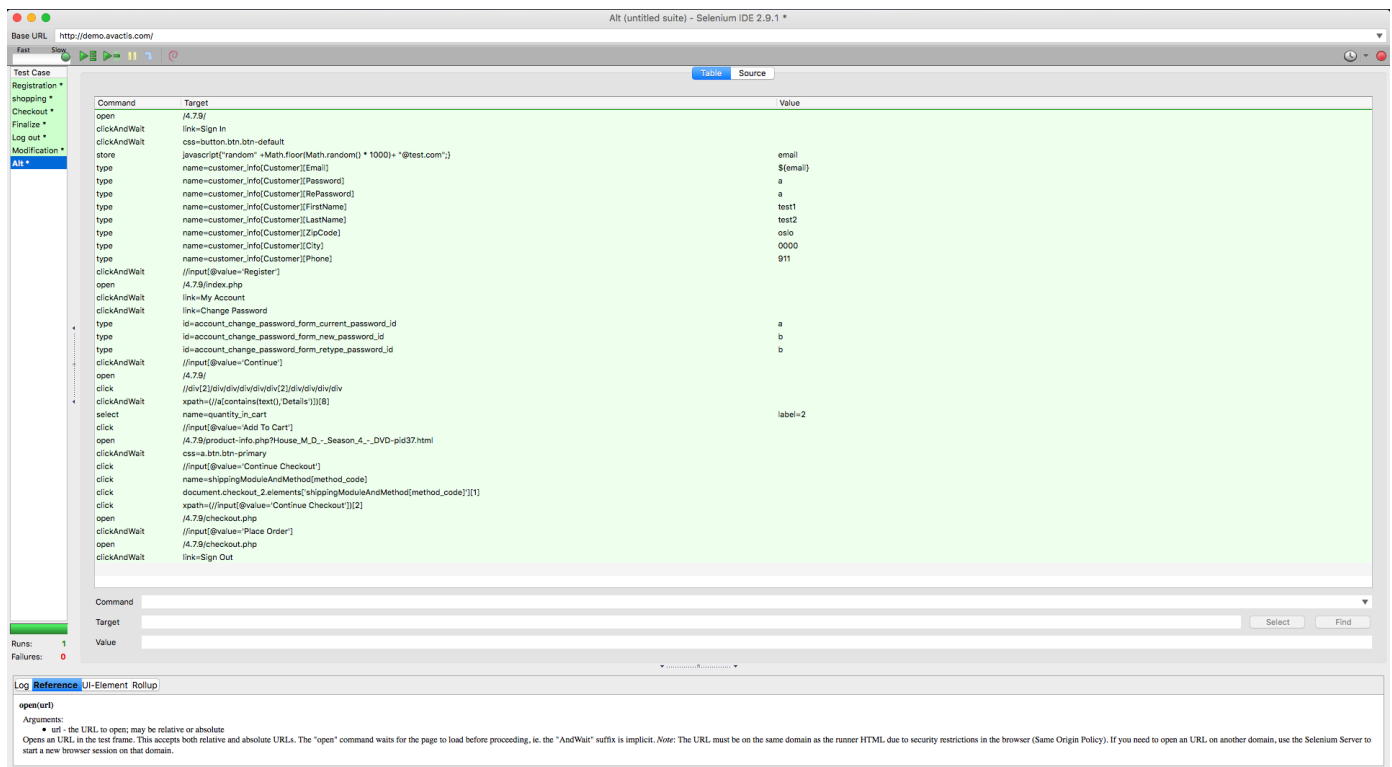 Alt (untitled suite) - Selenium IDE 2.9.1 *
Base URL http://demo.avactis.com/
Fast Slow
Table Source
Test Case
Registration *
shopping *
Checkout *
Finalize *
Log out *
Modification *
Alt *
Command Target Value
open /4.7.9/
clickAndWait link=Sign In
clickAndWait css=button.btn.btn-default
store javascript{"random" +Math.floor(Math.random() * 1000)+ "@test.com";} email
type name=customer_info[Customer][Email] ${email}
type name=customer_info[Customer][Password] a
type name=customer_info[Customer][RePassword] a
type name=customer_info[Customer][FirstName] test1
type name=customer_info[Customer][LastName] test2
type name=customer_info[Customer][ZipCode] oslo
type name=customer_info[Customer][City] 0000
type name=customer_info[Customer][Phone] 911
clickAndWait //input[@value='Register']
open /4.7.9/index.php
clickAndWait link=My Account
clickAndWait link=Change Password
type id=account_change_password_form_current_password_id a
type id=account_change_password_form_new_password_id b
type id=account_change_password_form_retype_password_id b
clickAndWait //input[@value='Continue']
open /4.7.9/
click //div[2]/div/div/div/div/div[2]/div/div/div/div
clickAndWait xpath=(//a[contains(text(),'Details')])[8]
select name=quantity_in_cart label=2
click //input[@value='Add To Cart']
open /4.7.9/product-info.php?House_M_D_-_Season_4_-_DVD-pid37.html
clickAndWait css=a.btn.btn-primary
click //input[@value='Continue Checkout']
click name=shippingModuleAndMethod[method_code]
click document.checkout_2.elements['shippingModuleAndMethod[method_code]'][1]
click xpath=(//input[@value='Continue Checkout'])[2]
open /4.7.9/checkout.php
clickAndWait //input[@value='Place Order']
open /4.7.9/checkout.php
clickAndWait link=Sign Out
Command
Target Select Find
Value
Runs: 1
Failures: 0
Log Reference UI-Element Rollup
open(url)
Arguments:
• url - the URL to open; may be relative or absolute
Opens an URL in the test frame. This accepts both relative and absolute URLs. The "open" command waits for the page to load before proceeding, ie. the "AndWait" suffix is implicit. Note: The URL must be on the same domain as the runner HTML due to security restrictions in the browser (Same Origin Policy). If you need to open an URL on another domain, use the Selenium Server to
start a new browser session on that domain.